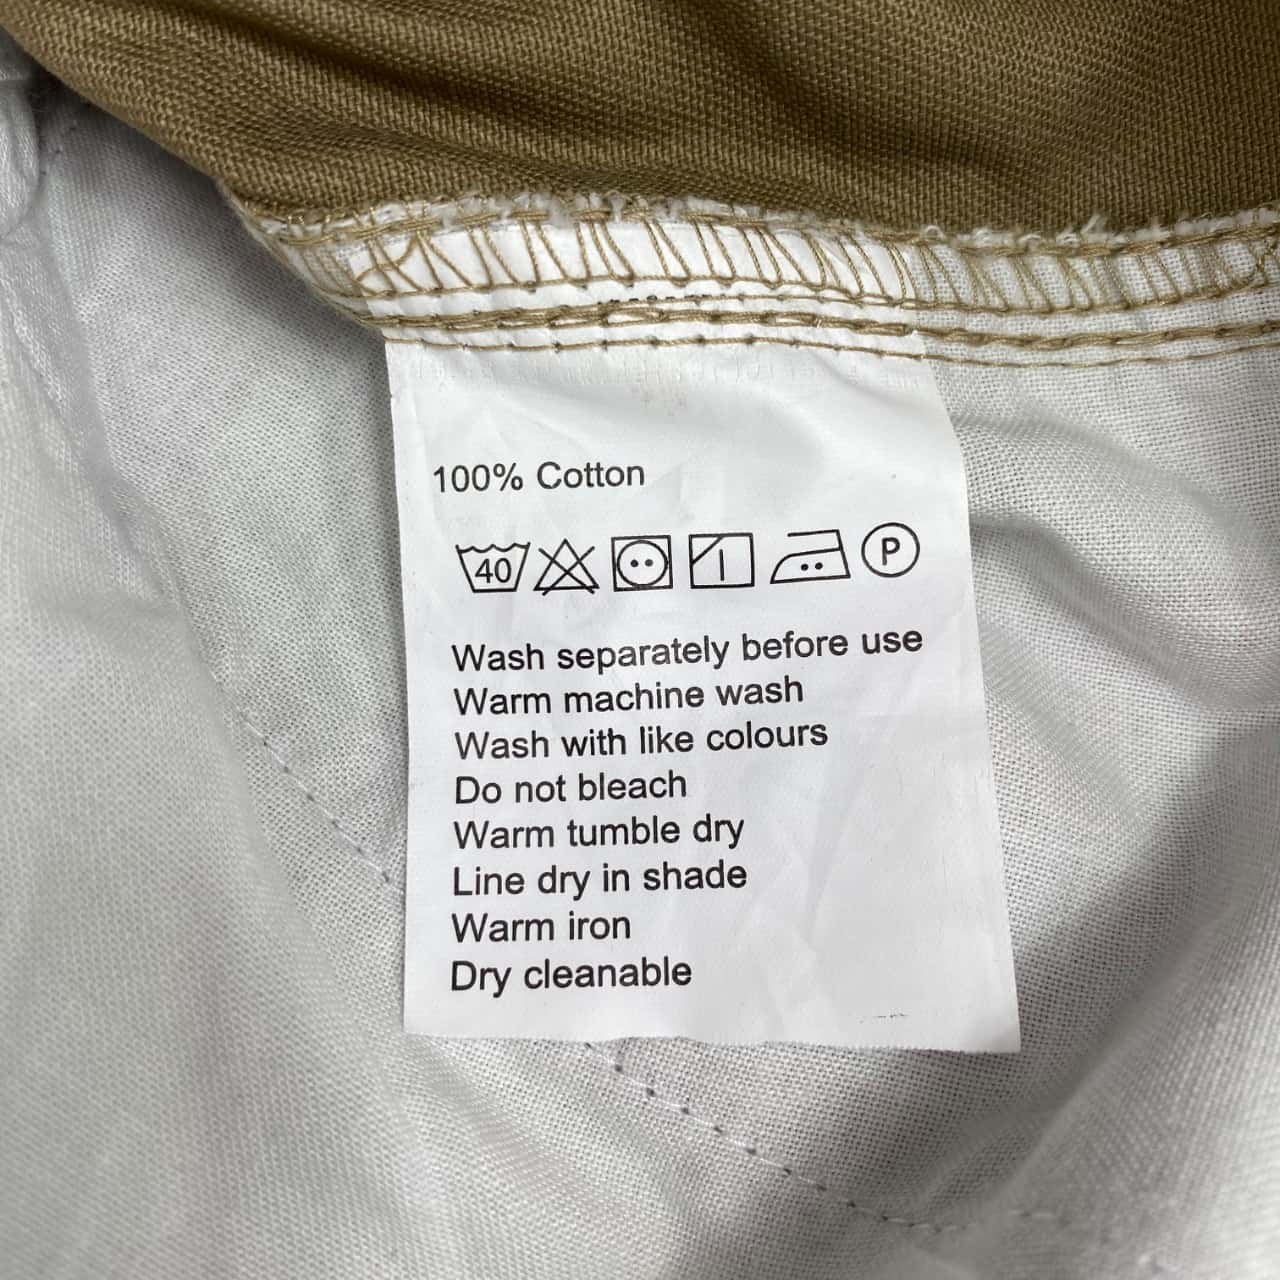 100% Cotton
40 P
Wash separately before use
Warm machine wash
Wash with like colours
Do not bleach
Warm tumble dry
Line dry in shade
Warm iron
Dry cleanable